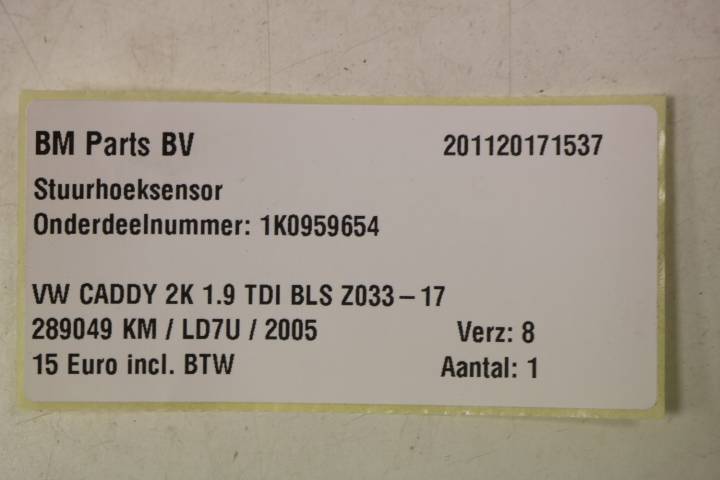 BM Parts BV 201120171537
Stuurhoeksensor
Onderdeelnummer: 1K0959654
VW CADDY 2K 1.9 TDI BLS Z033-17
289049 KM / LD7U / 2005 Verz: 8
15 Euro incl. BTW Aantal: 1